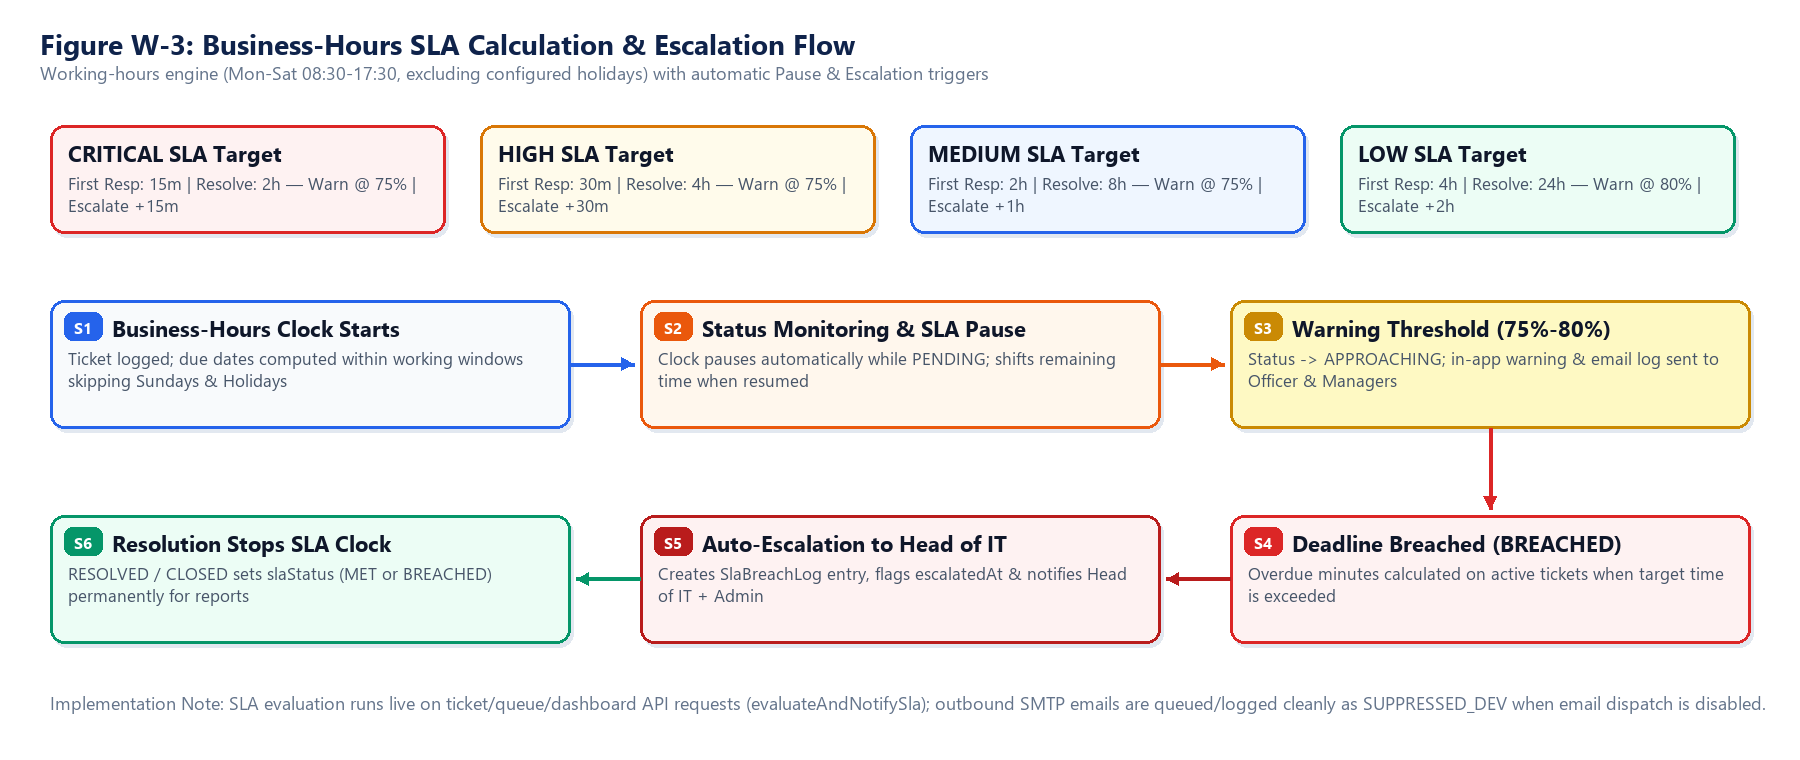 Figure W-3: Business-Hours SLA Calculation & Escalation Flow
Working-hours engine (Mon-Sat 08:30-17:30, excluding configured holidays) with automatic Pause & Escalation triggers
CRITICAL SLA Target
First Resp: 15m | Resolve: 2h — Warn @ 75% |
Escalate +15m
HIGH SLA Target
First Resp: 30m | Resolve: 4h — Warn @ 75% |
Escalate +30m
MEDIUM SLA Target
First Resp: 2h | Resolve: 8h — Warn @ 75% |
Escalate +1h
LOW SLA Target
First Resp: 4h | Resolve: 24h — Warn @ 80% |
Escalate +2h
S1 Business-Hours Clock Starts
Ticket logged; due dates computed within working windows
skipping Sundays & Holidays
S2 Status Monitoring & SLA Pause
Clock pauses automatically while PENDING; shifts remaining
time when resumed
S3 Warning Threshold (75%-80%)
Status -> APPROACHING; in-app warning & email log sent to
Officer & Managers
S6 Resolution Stops SLA Clock
RESOLVED / CLOSED sets slaStatus (MET or BREACHED)
permanently for reports
S5 Auto-Escalation to Head of IT
Creates SlaBreachLog entry, flags escalatedAt & notifies Head
of IT + Admin
S4 Deadline Breached (BREACHED)
Overdue minutes calculated on active tickets when target time
is exceeded
Implementation Note: SLA evaluation runs live on ticket/queue/dashboard API requests (evaluateAndNotifySla); outbound SMTP emails are queued/logged cleanly as SUPPRESSED_DEV when email dispatch is disabled.